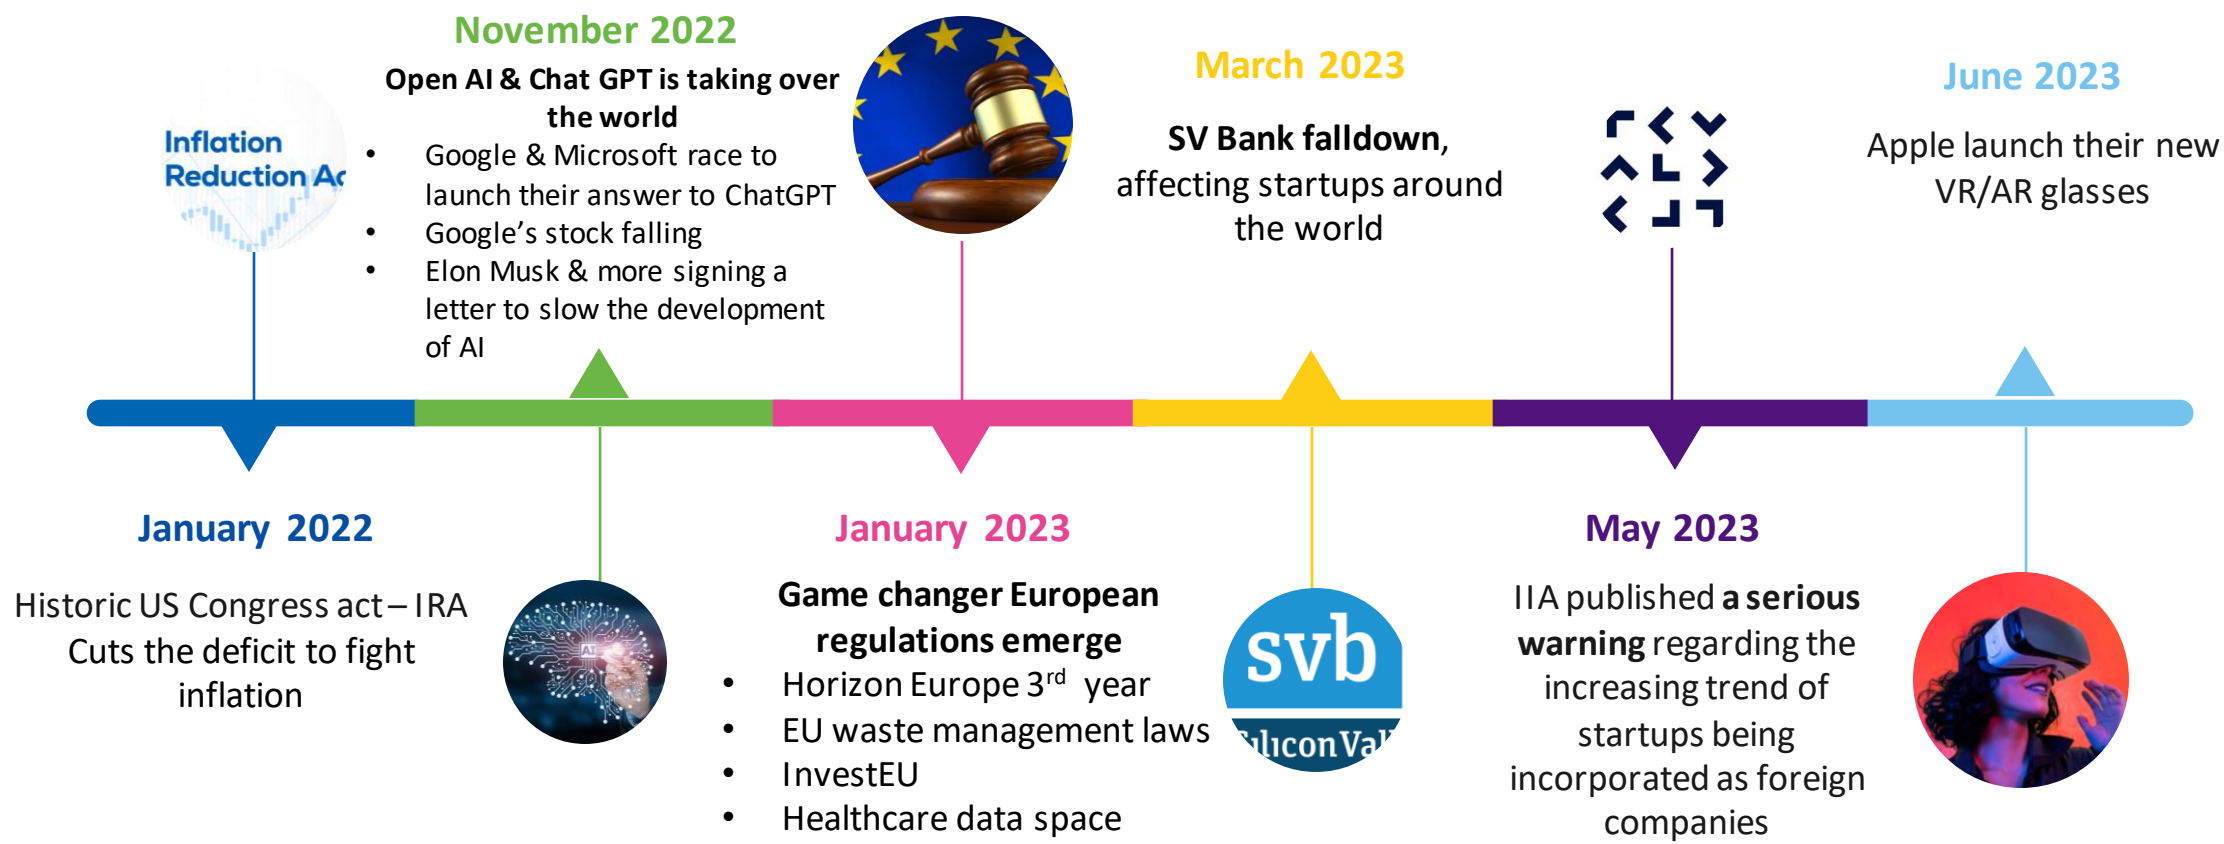 November 2022
Open AI & Chat GPT is taking over
the world
• Google & Microsoft race to
launch their answer to ChatGPT
• Google's stock falling
• Elon Musk & more signing a
letter to slow the development
of AI
Inflation
Reduction Ac
March 2023
SV Bank falldown,
affecting startups around
the world
June 2023
Apple launch their new
VR/AR glasses
January 2022
Historic US Congress act – IRA
Cuts the deficit to fight
inflation
AI
January 2023
Game changer European
regulations emerge
• Horizon Europe 3rd year
• EU waste management laws
• InvestEU
• Healthcare data space
svb
Silicon Vall
May 2023
IIA published a serious
warning regarding the
increasing trend of
startups being
incorporated as foreign
companies